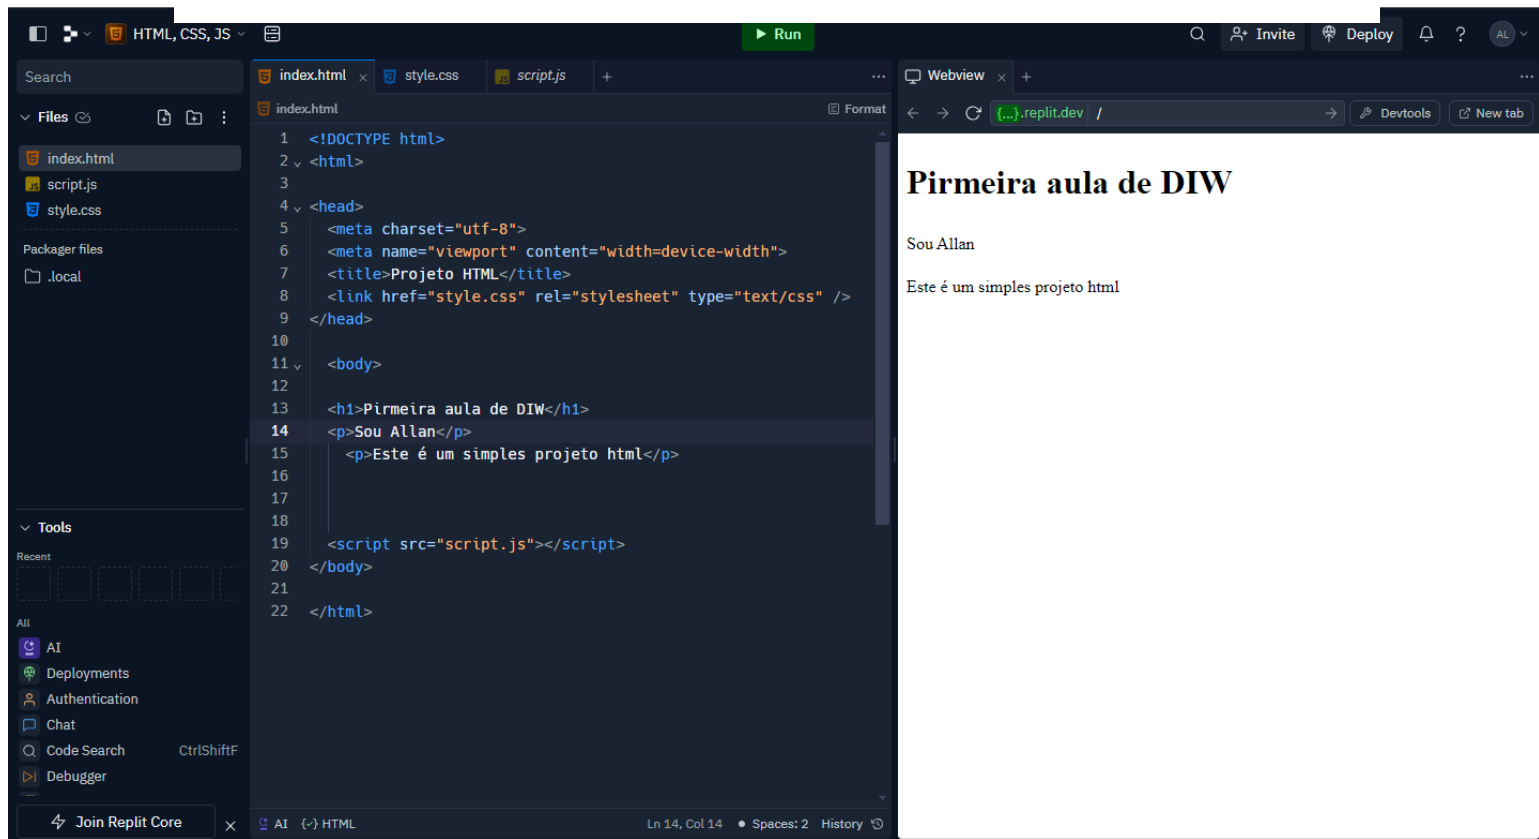 HTML, CSS, JS
Run
Invite
Deploy
? AL
Search
index.html
style.css
script.js
Webview
Files
index.html
Format
{...}.replit.dev /
Devtools
New tab
index.html
script.js
style.css
Packager files
.local
1 <!DOCTYPE html>
2 <html>
3
4 <head>
5 <meta charset="utf-8">
6 <meta name="viewport" content="width=device-width">
7 <title>Projeto HTML</title>
8 <link href="style.css" rel="stylesheet" type="text/css" />
9 </head>
10
11 <body>
12
13 <h1>Pirmeira aula de DIW</h1>
14 <p>Sou Allan</p>
15 <p>Este é um simples projeto html</p>
16
17
18
19 <script src="script.js"></script>
20 </body>
21
22 </html>
Pirmeira aula de DIW
Sou Allan
Este é um simples projeto html
Tools
Recent
All
AI
Deployments
Authentication
Chat
Code Search CtrlShiftF
Debugger
Join Replit Core
AI
HTML
Ln 14, Col 14
Spaces: 2
History